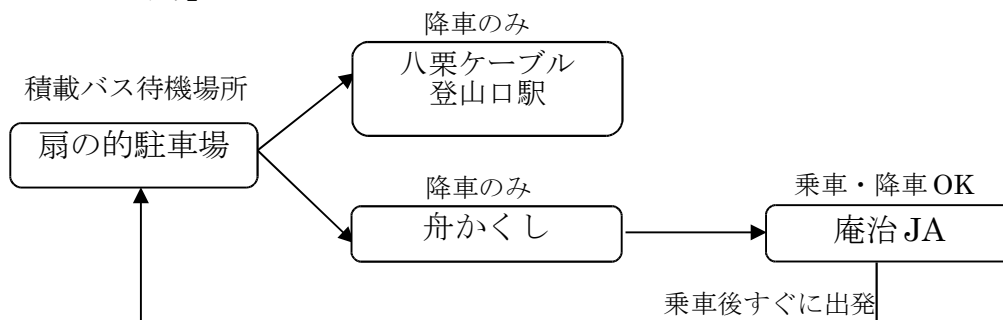 降車のみ
八栗ケーブル
登山口駅
積載バス待機場所
扇の的駐車場
降車のみ
舟かくし
乗車・降車OK
庵治JA
乗車後すぐに出発